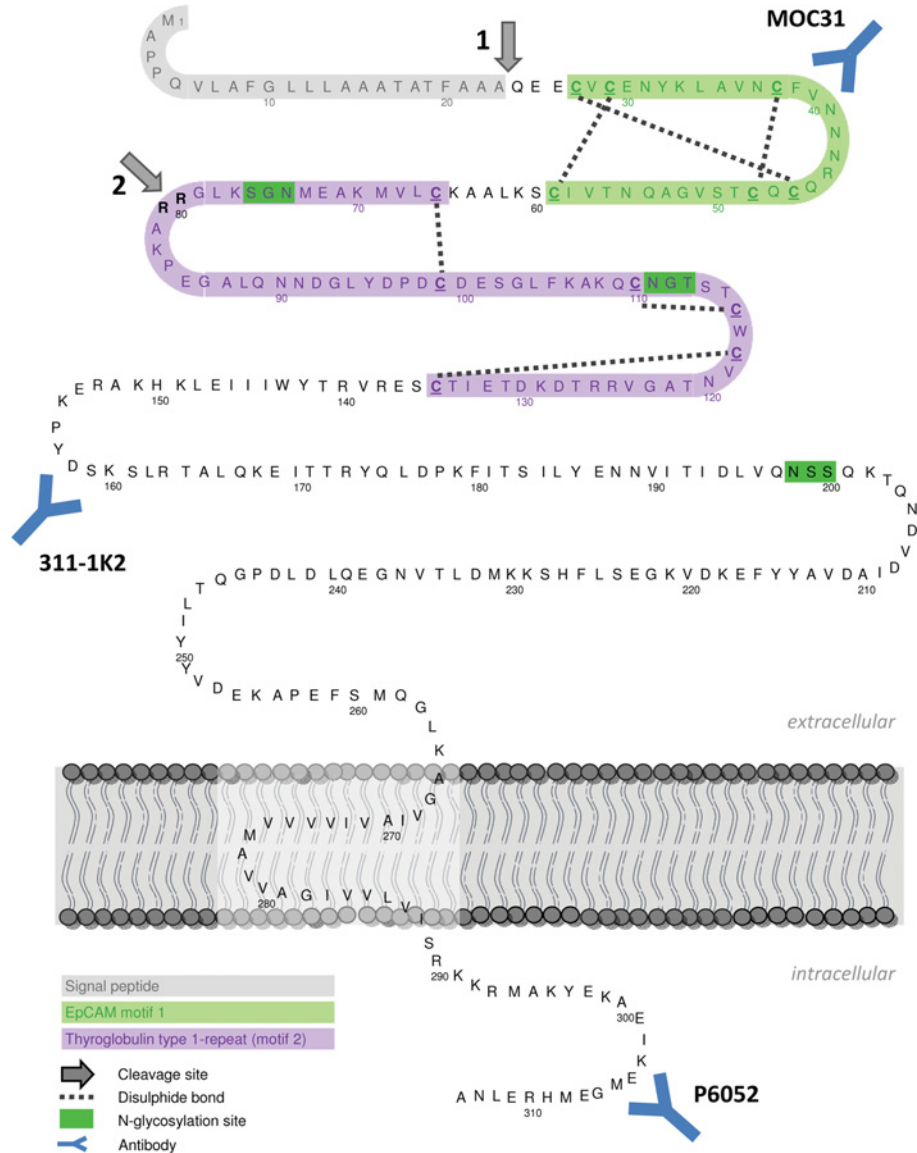 MOC31
1
M 1
A
P
P
Q V L A F G L L L A A A T A T F A A A Q E E C V C E N Y K L A V N C F V
10 20 30 40
N
N
N
R
2
R R G L K S G N M E A K M V L C K A A L K S C I V T N Q A G V S T C Q C Q
80 70 60 50
A
K
P
E G A L Q N N D G L Y D P D C D E S G L F K A K Q C N G T S T
90 100 110
C
W
C
V
E R A K H K L E I I I W Y T R V R E S C T I E T D K D T R R V G A T N
150 140 130 120
K
P
Y
D S K S L R T A L Q K E I T T R Y Q L D P K F I T S I L Y E N N V I T I D L V Q N S S Q K T
160 170 180 190 200
Q
N
D
V
311-1K2
T Q G P D L D L Q E G N V T L D M K K S H F L S E G K V D K E F Y Y A V D A I D
240 230 220 210
L
I
Y
250
Y
V D E K A P E F S M Q G
260
L
K
extracellular
A
G
M V V V V I V A I V
270
A
V
V A G I V V L V I
280
S
R
290
K K R M A K Y E K A
300
E
I
K
E
A N L E R H M E G M
310
intracellular
P6052
Signal peptide
EpCAM motif 1
Thyroglobulin type 1-repeat (motif 2)
Cleavage site
Disulphide bond
N-glycosylation site
Antibody